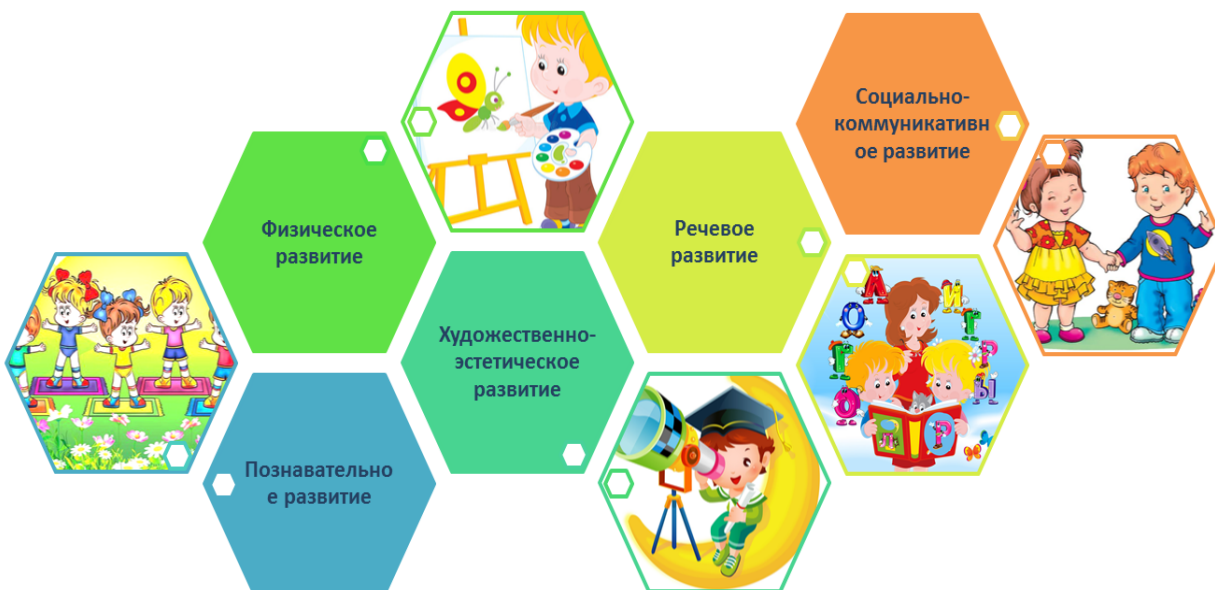 Социально-
коммуникативн
ое развитие
Физическое
развитие
Речевое
развитие
Художественно-
эстетическое
развитие
Познавательно
е развитие
Л
О
Г
О
И
Г
Р
Ы
Л
Р